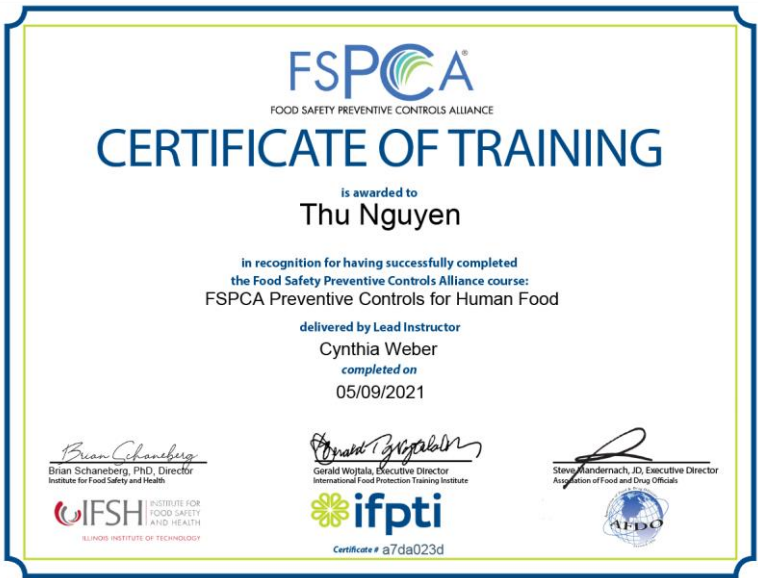 FSPCA®
FOOD SAFETY PREVENTIVE CONTROLS ALLIANCE
CERTIFICATE OF TRAINING
is awarded to
Thu Nguyen
in recognition for having successfully completed
the Food Safety Preventive Controls Alliance course:
FSPCA Preventive Controls for Human Food
delivered by Lead Instructor
Cynthia Weber
completed on
05/09/2021
Brian Schaneberg
Brian Schaneberg, PhD, Director
Institute for Food Safety and Health
IFSH INSTITUTE FOR
FOOD SAFETY
AND HEALTH
ILLINOIS INSTITUTE OF TECHNOLOGY
Gerald Wojtala, Executive Director
International Food Protection Training Institute
ifpti
Certificate # a7da023d
Steve Mandernach, JD, Executive Director
Association of Food and Drug Officials
AFDO